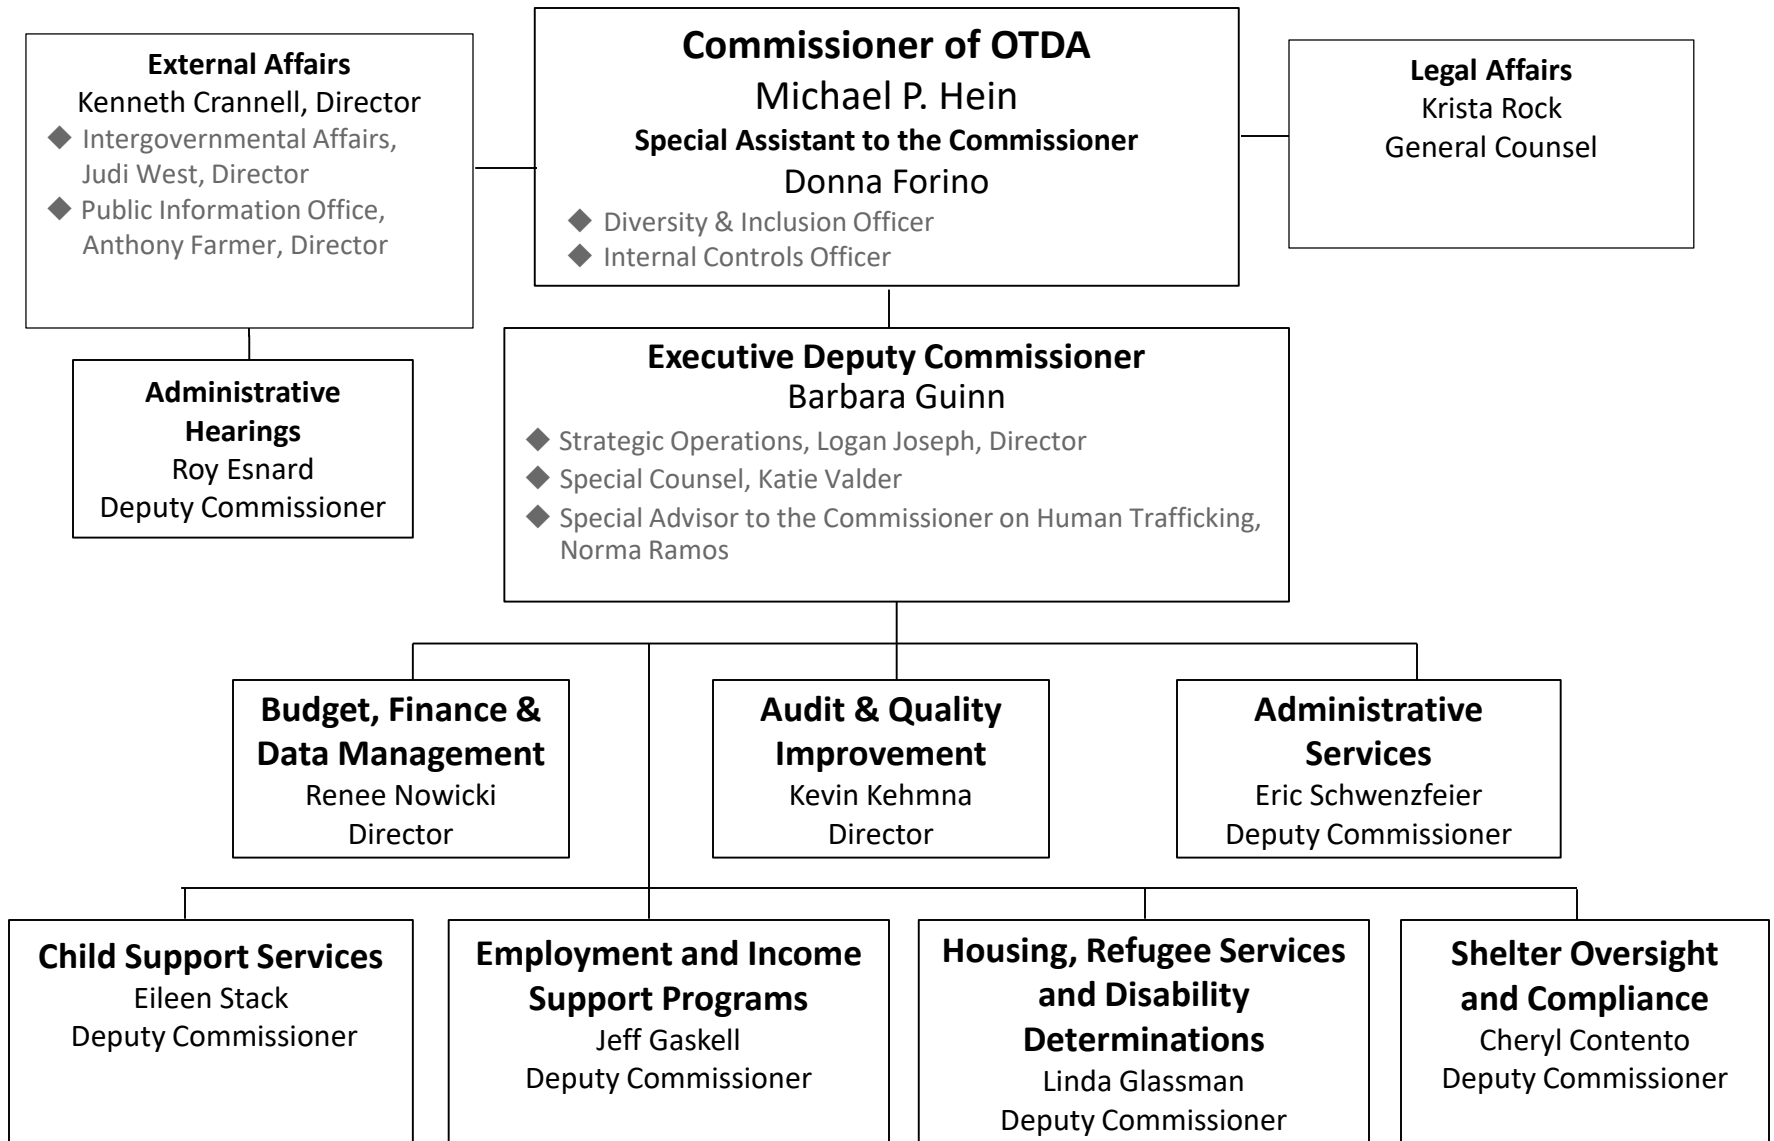 External Affairs
Kenneth Crannell, Director
◆ Intergovernmental Affairs,
Judi West, Director
◆ Public Information Office,
Anthony Farmer, Director
Commissioner of OTDA
Michael P. Hein
Special Assistant to the Commissioner
Donna Forino
◆ Diversity & Inclusion Officer
◆ Internal Controls Officer
Legal Affairs
Krista Rock
General Counsel
Administrative
Hearings
Roy Esnard
Deputy Commissioner
Executive Deputy Commissioner
Barbara Guinn
◆ Strategic Operations, Logan Joseph, Director
◆ Special Counsel, Katie Valder
◆ Special Advisor to the Commissioner on Human Trafficking,
Norma Ramos
Budget, Finance &
Data Management
Renee Nowicki
Director
Audit & Quality
Improvement
Kevin Kehmna
Director
Administrative
Services
Eric Schwenzfeier
Deputy Commissioner
Child Support Services
Eileen Stack
Deputy Commissioner
Employment and Income
Support Programs
Jeff Gaskell
Deputy Commissioner
Housing, Refugee Services
and Disability
Determinations
Linda Glassman
Deputy Commissioner
Shelter Oversight
and Compliance
Cheryl Contento
Deputy Commissioner